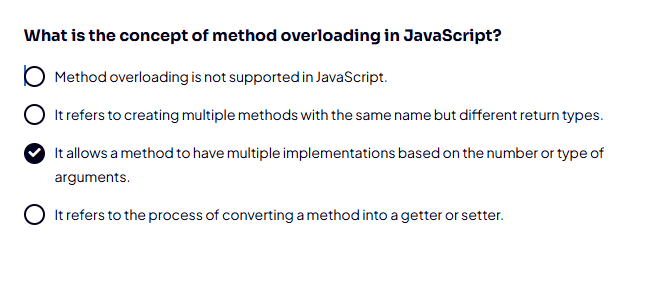 What is the concept of method overloading in JavaScript?
Method overloading is not supported in JavaScript.
It refers to creating multiple methods with the same name but different return types.
It allows a method to have multiple implementations based on the number or type of
arguments.
It refers to the process of converting a method into a getter or setter.